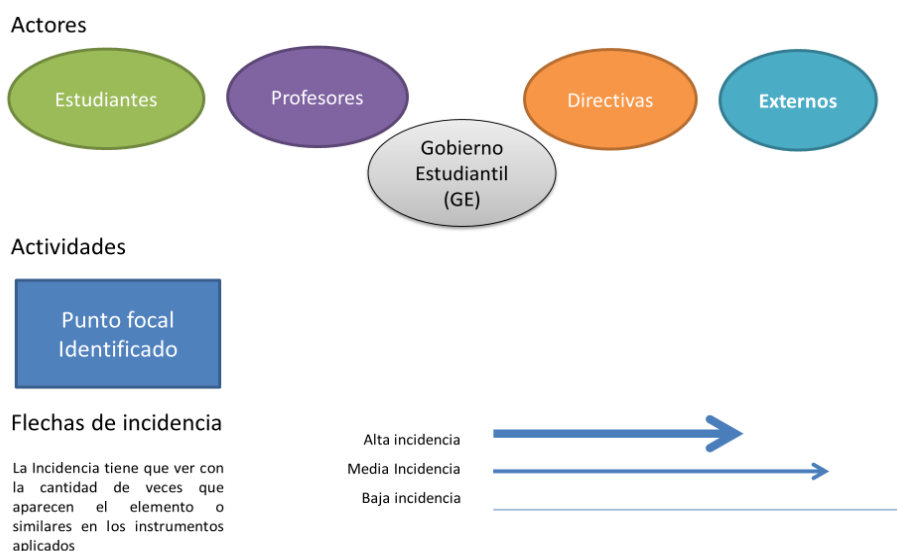 Actores
Estudiantes
Profesores
Directivas
Externos
Gobierno
Estudiantil
(GE)
Actividades
Punto focal
Identificado
Flechas de incidencia
La Incidencia tiene que ver con
la cantidad de veces que
aparecen el elemento o
similares en los instrumentos
aplicados
Alta incidencia
Media Incidencia
Baja incidencia